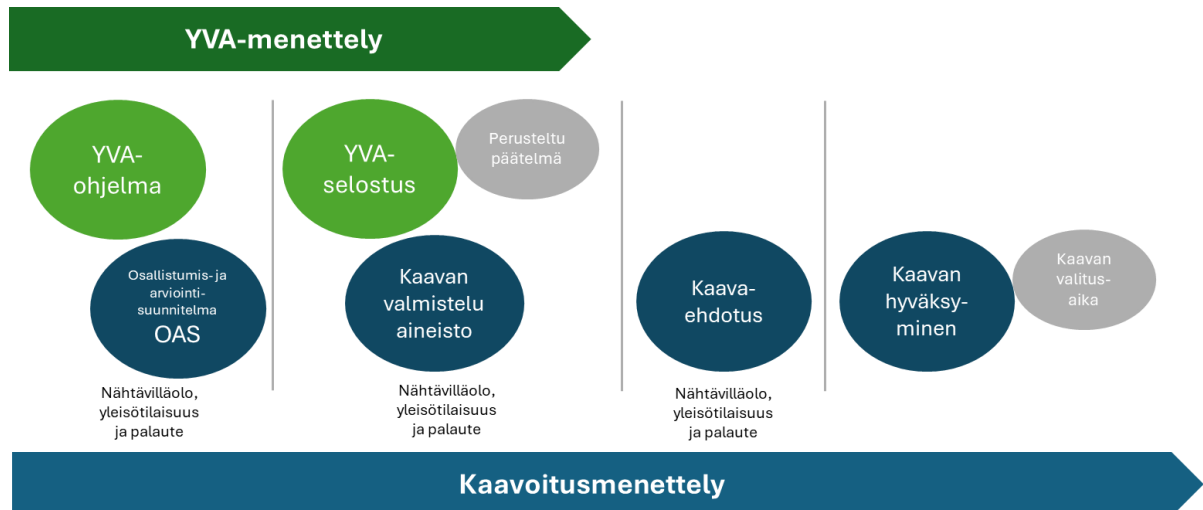 YVA-menettely
YVA-
ohjelma
Osallistumis- ja
arviointi-
suunnitelma
OAS
Nähtävilläolo,
yleisötilaisuus
ja palaute
YVA-
selostus
Perusteltu
päätelmä
Kaavan
valmistelu
aineisto
Nähtävilläolo,
yleisötilaisuus
ja palaute
Kaava-
ehdotus
Nähtävilläolo,
yleisötilaisuus
ja palaute
Kaavan
hyväksy-
minen
Kaavan
valitus-
aika
Kaavoitusmenettely